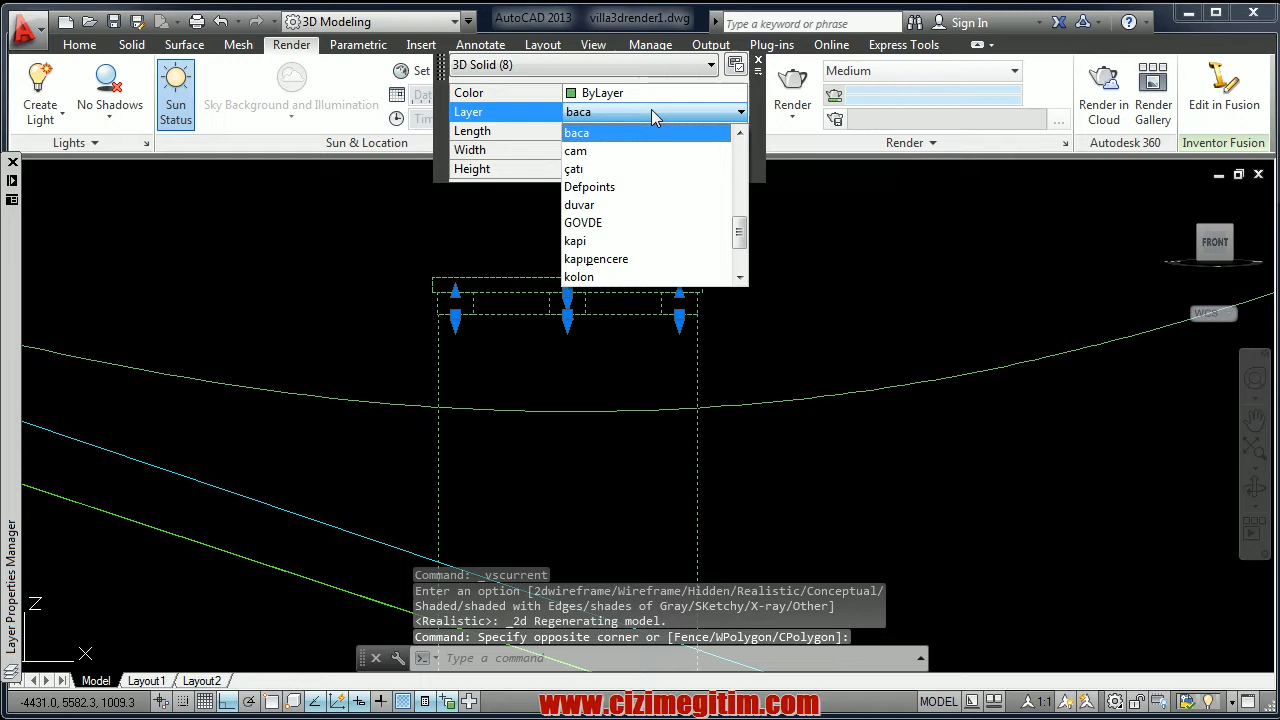 3D Modeling
AutoCAD 2013 villa3drender1.dwg
Type a keyword or phrase
Sign In
Home Solid Surface Mesh Render Parametric Insert Annotate Layout View Manage Output Plug-ins Online Express Tools
Create
Light
No Shadows
Sun
Status
Sky Background and Illumination
Set
Dat
Tim
Lights
Sun & Location
3D Solid (8)
Color ByLayer
Layer baca
Length
Width
Height
baca
cam
çatı
Defpoints
duvar
GOVDE
kapi
kapıpencere
kolon
Render
Medium
Render in
Cloud
Render
Gallery
Edit in Fusion
Render
Autodesk 360
Inventor Fusion
FRONT
WCS
Z
X
Layer Properties Manager
Command: _vscurrent
Enter an option [2dwireframe/Wireframe/Hidden/Realistic/Conceptual/
Shaded/shaded with Edges/shades of Gray/SKetchy/X-ray/Other]
<Realistic>: _2d Regenerating model.
Command: Specify opposite corner or [Fence/WPolygon/CPolygon]:
Type a command
Model Layout1 Layout2
-4431.0, 5582.3, 1009.3
MODEL
1:1
www.cizimegitim.com